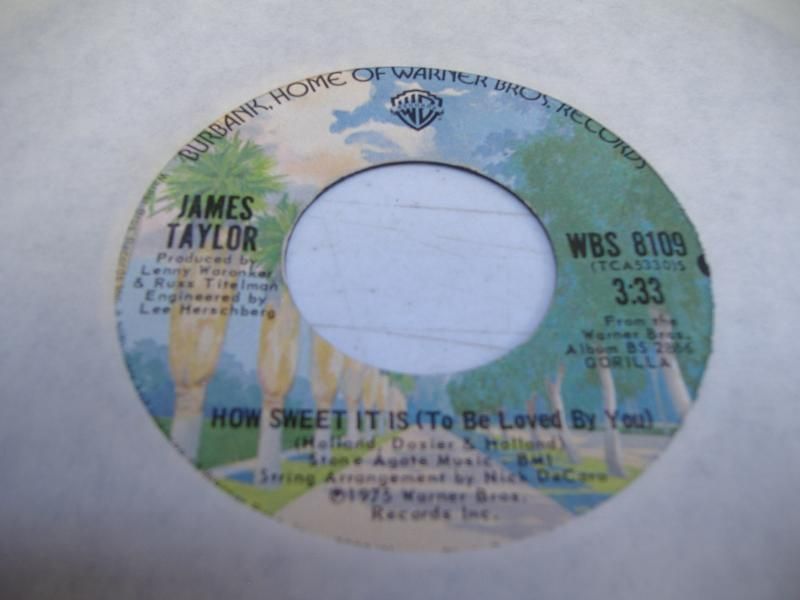 BURBANK, HOME OF WARNER BROS. RECORDS
JAMES
TAYLOR
Produced by
Lenny Waronker
& Russ Titelman
Engineered by
Lee Herschberg
WBS 8109
(TCA5330)S
3:33
From the
Warner Bros.
Album BS 2866
GORILLA
HOW SWEET IT IS (To Be Loved By You)
(Holland, Dozier & Holland)
Stone Agate Music, BMI
String Arrangement by Nick DeCaro
℗1975 Warner Bros.
Records Inc.